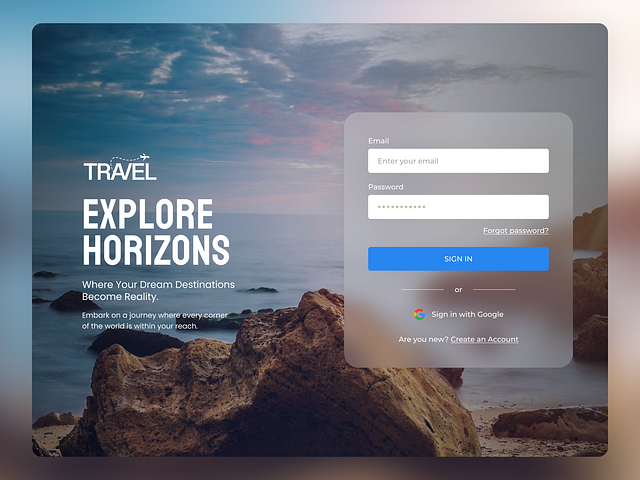 TRAVEL
EXPLORE
HORIZONS
Where Your Dream Destinations
Become Reality.
Embark on a journey where every corner
of the world is within your reach.
Email
Enter your email
Password
Forgot password?
SIGN IN
or
Sign in with Google
Are you new? Create an Account